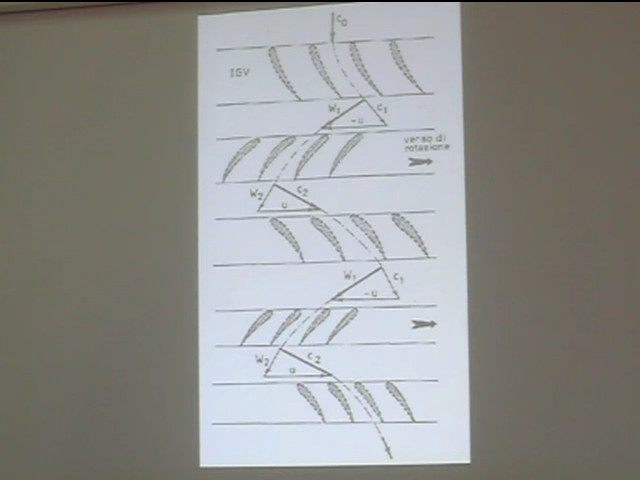 c₀
ISV
w₁ c₁
-u
verso di
rotazione
w₂ c₂
u
w₁ c₁
-u
w₂ c₂
u